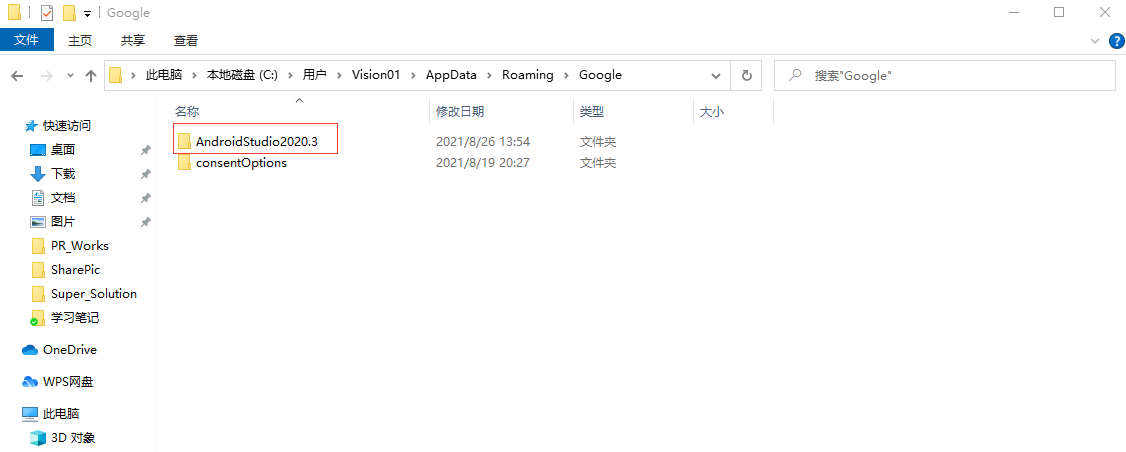 Google
文件 主页 共享 查看
此电脑 本地磁盘 (C:) 用户 Vision01 AppData Roaming Google 搜索"Google"
名称 修改日期 类型 大小
AndroidStudio2020.3 2021/8/26 13:54 文件夹
consentOptions 2021/8/19 20:27 文件夹
快速访问
桌面
下载
文档
图片
PR_Works
SharePic
Super_Solution
学习笔记
OneDrive
WPS网盘
此电脑
3D 对象